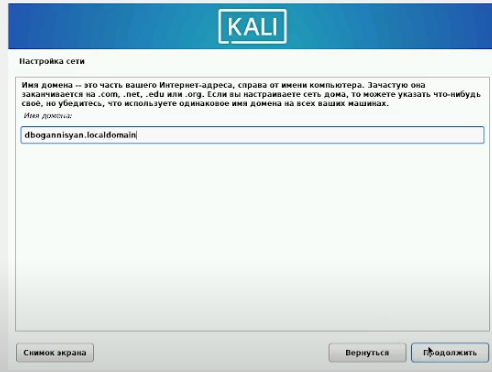 KALI
Настройка сети
Имя домена -- это часть вашего Интернет-адреса, справа от имени компьютера. Зачастую она
заканчивается на .com, .net, .edu или .org. Если вы настраиваете сеть дома, то можете указать что-нибудь
своё, но убедитесь, что используете одинаковое имя домена на всех ваших машинах.
Имя домена:
dbogannisyan.localdomain
Снимок экрана
Вернуться
Продолжить